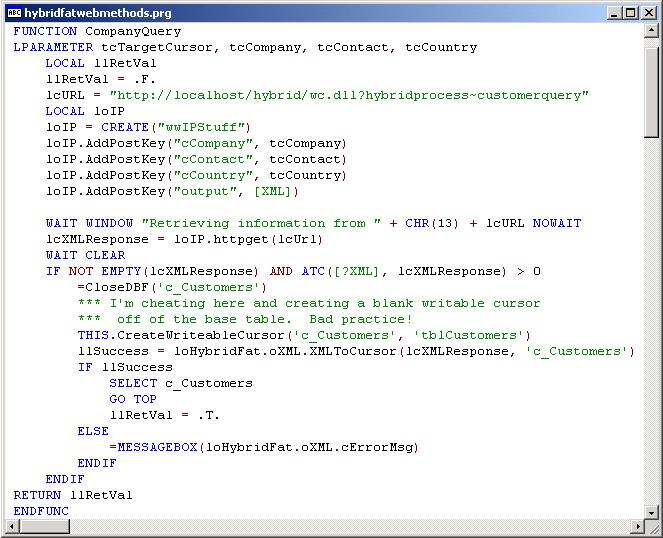 hybridfatwebmethods.prg
FUNCTION CompanyQuery
LPARAMETER tcTargetCursor, tcCompany, tcContact, tcCountry
    LOCAL llRetVal
    llRetVal = .F.
    lcURL = "http://localhost/hybrid/wc.dll?hybridprocess~customerquery"
    LOCAL loIP
    loIP = CREATE("wwIPStuff")
    loIP.AddPostKey("cCompany", tcCompany)
    loIP.AddPostKey("cContact", tcContact)
    loIP.AddPostKey("cCountry", tcCountry)
    loIP.AddPostKey("output", [XML])

    WAIT WINDOW "Retrieving information from " + CHR(13) + lcURL NOWAIT
    lcXMLResponse = loIP.httpget(lcUrl)
    WAIT CLEAR
    IF NOT EMPTY(lcXMLResponse) AND ATC([?XML], lcXMLResponse) > 0
        =CloseDBF('c_Customers')
        *** I'm cheating here and creating a blank writable cursor
        ***  off of the base table.  Bad practice!
        THIS.CreateWriteableCursor('c_Customers', 'tblCustomers')
        llSuccess = loHybridFat.oXML.XMLToCursor(lcXMLResponse, 'c_Customers')
        IF llSuccess
            SELECT c_Customers
            GO TOP
            llRetVal = .T.
        ELSE
            =MESSAGEBOX(loHybridFat.oXML.cErrorMsg)
        ENDIF
    ENDIF
RETURN llRetVal
ENDFUNC